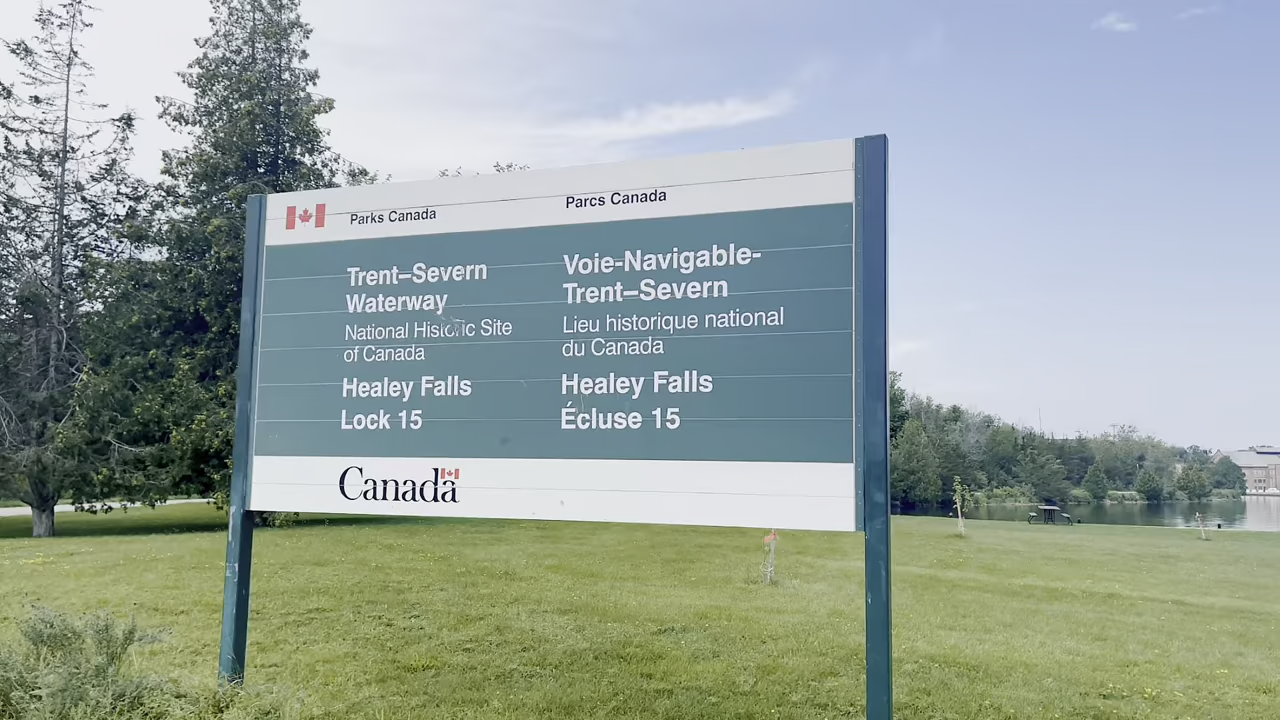 Parks Canada
Trent–Severn
Waterway
National Historic Site
of Canada
Healey Falls
Lock 15
Parcs Canada
Voie-Navigable-
Trent–Severn
Lieu historique national
du Canada
Healey Falls
Écluse 15
Canada